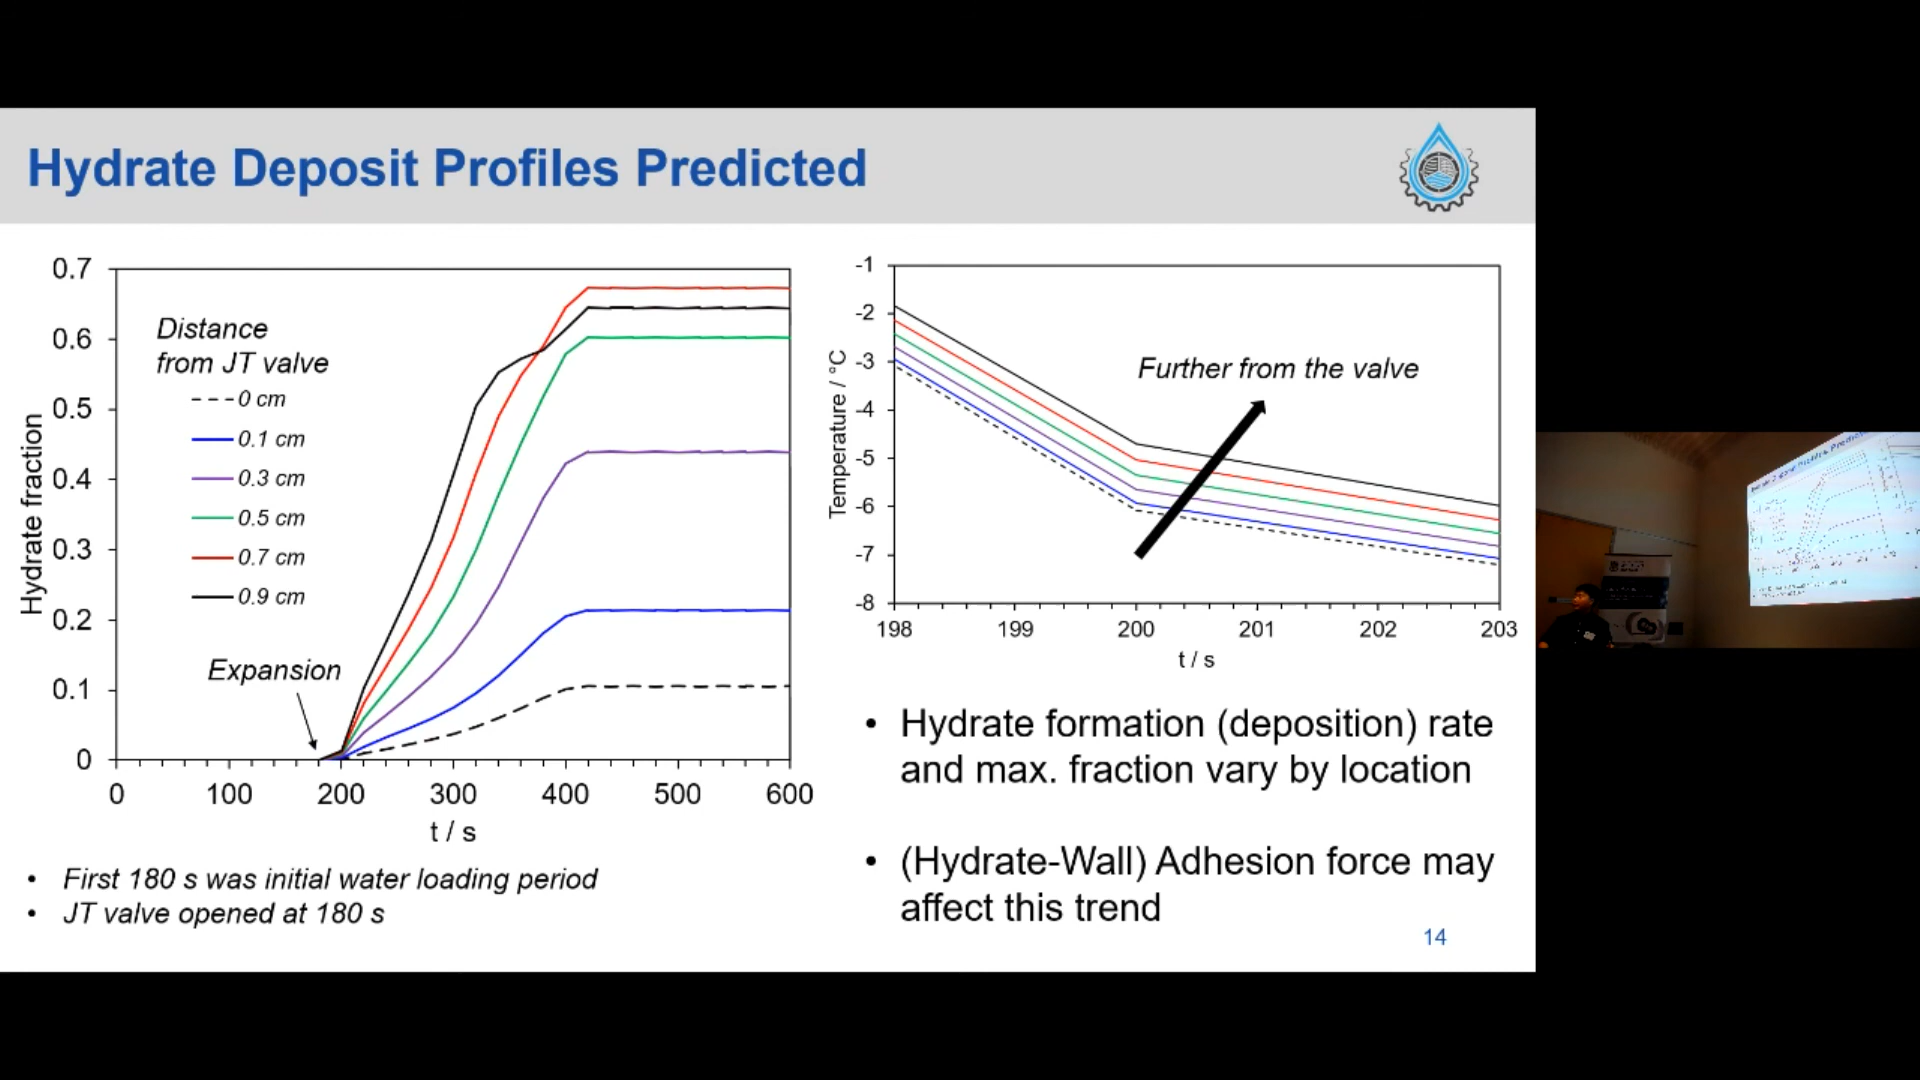 Hydrate Deposit Profiles Predicted
0.7
0.6
0.5
0.4
0.3
0.2
0.1
0
Hydrate fraction
Distance
from JT valve
0 cm
0.1 cm
0.3 cm
0.5 cm
0.7 cm
0.9 cm
Expansion
0 100 200 300 400 500 600
t / s
• First 180 s was initial water loading period
• JT valve opened at 180 s
-1
-2
-3
-4
-5
-6
-7
-8
Temperature / °C
Further from the valve
198 199 200 201 202 203
t / s
• Hydrate formation (deposition) rate
and max. fraction vary by location
• (Hydrate-Wall) Adhesion force may
affect this trend
14